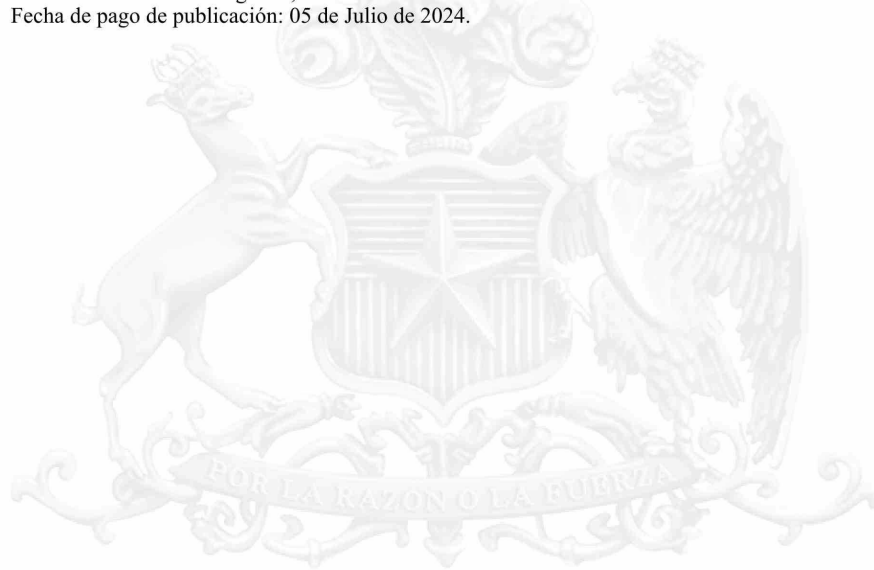 Fecha de pago de publicación: 05 de Julio de 2024.
POR LA RAZON O LA FUERZA